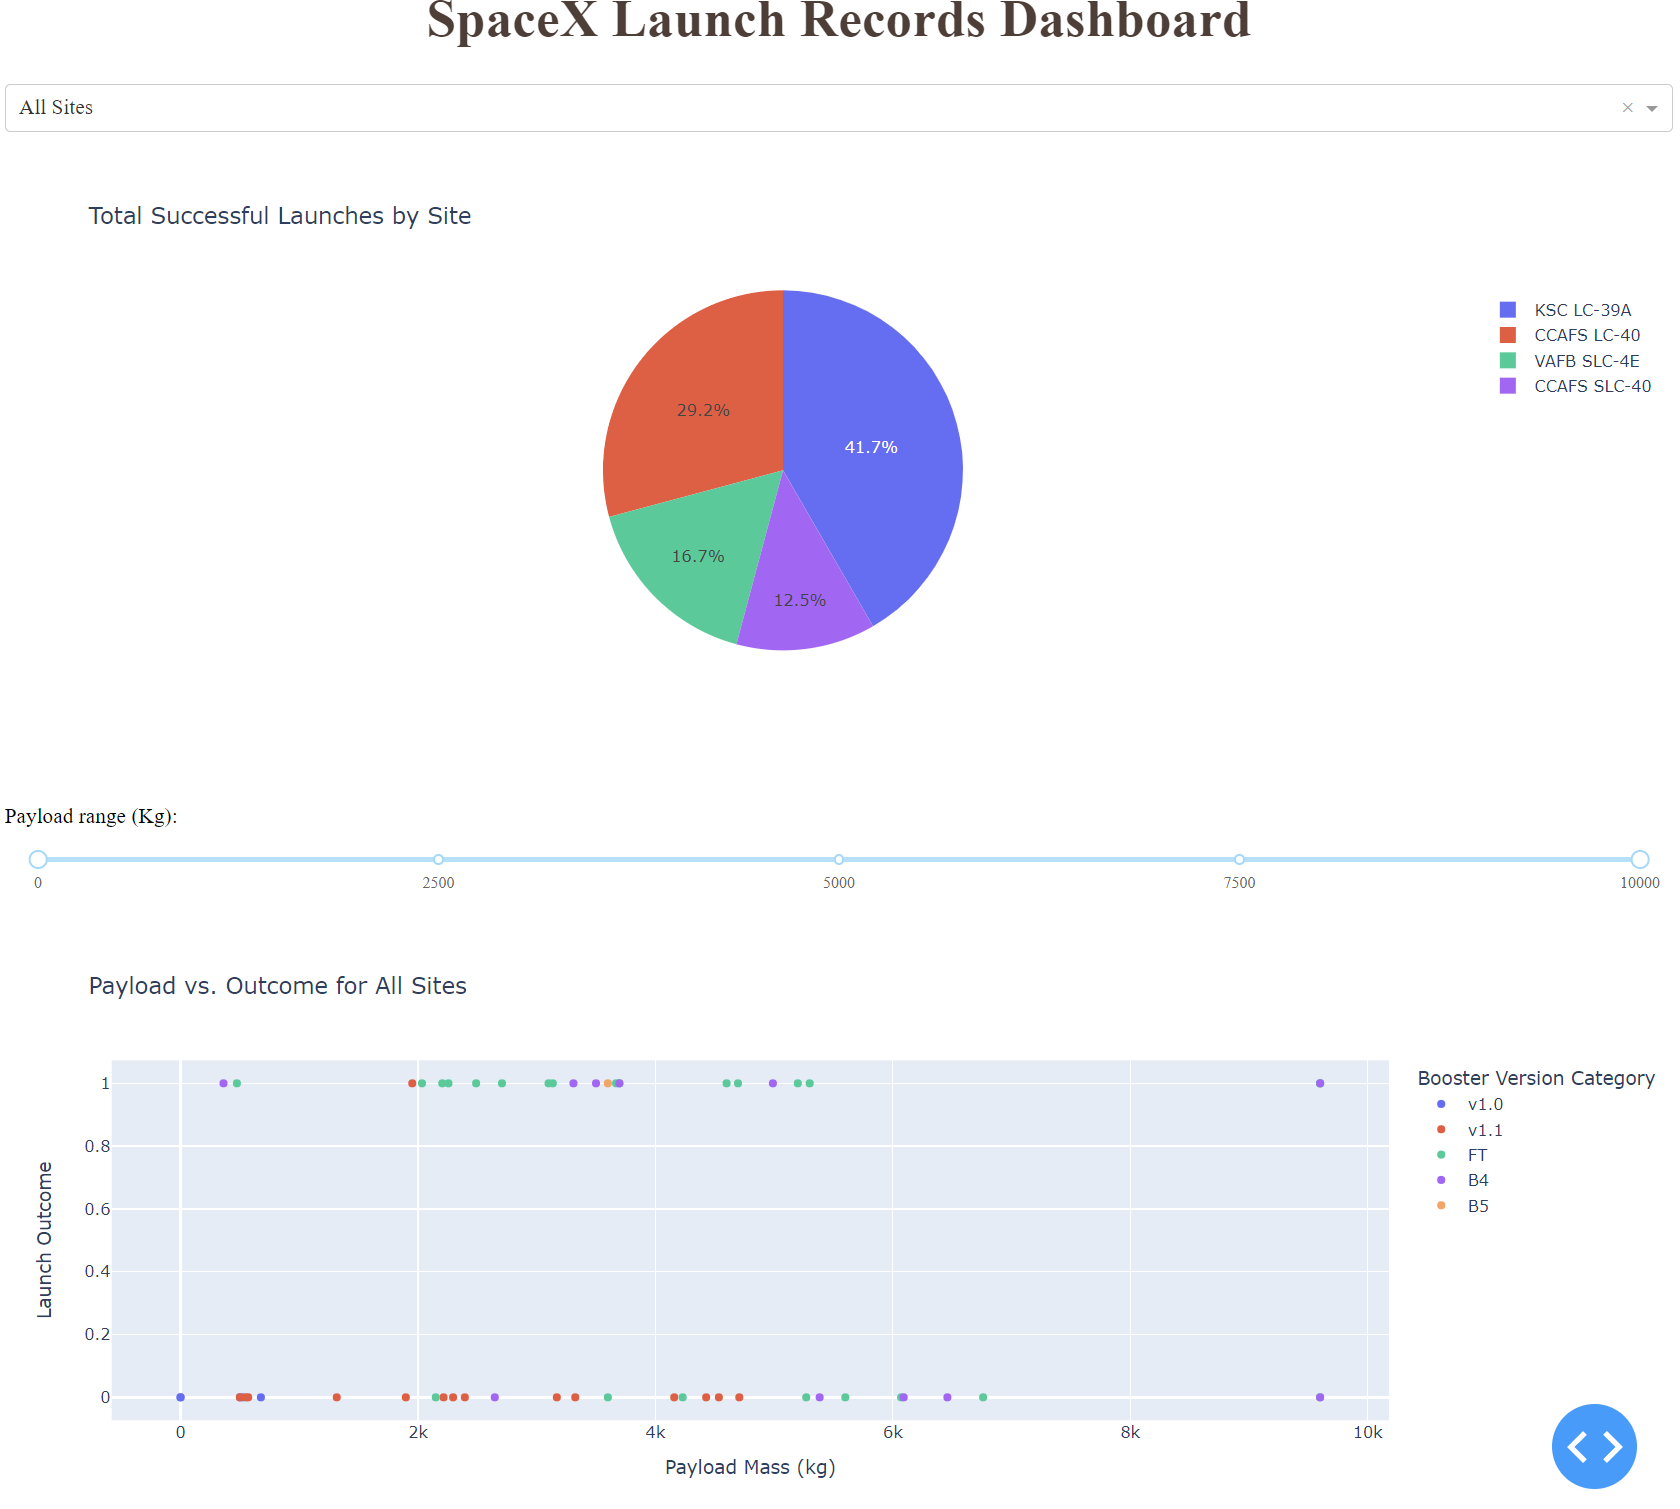 SpaceX Launch Records Dashboard
All Sites ×
Total Successful Launches by Site
KSC LC-39A
CCAFS LC-40
VAFB SLC-4E
CCAFS SLC-40
29.2%
41.7%
16.7%
12.5%
Payload range (Kg):
0 2500 5000 7500 10000
Payload vs. Outcome for All Sites
Booster Version Category
v1.0
v1.1
FT
B4
B5
Launch Outcome
1
0.8
0.6
0.4
0.2
0
0 2k 4k 6k 8k 10k
Payload Mass (kg)